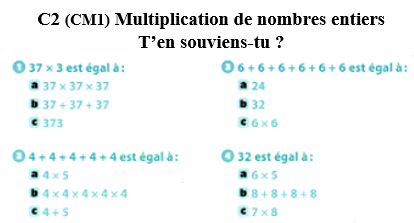 C2 (CM1) Multiplication de nombres entiers
T’en souviens-tu ?
1 37 × 3 est égal à :
a 37 × 37 × 37
b 37 + 37 + 37
c 373
2 6 + 6 + 6 + 6 + 6 + 6 est égal à :
a 24
b 32
c 6 × 6
3 4 + 4 + 4 + 4 + 4 est égal à :
a 4 × 5
b 4 × 4 × 4 × 4 × 4
c 4 + 5
4 32 est égal à :
a 6 × 5
b 8 + 8 + 8 + 8
c 7 × 8